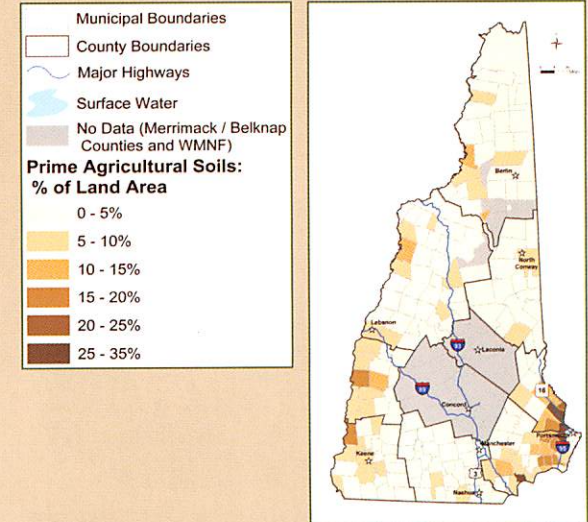 Municipal Boundaries
County Boundaries
Major Highways
Surface Water
No Data (Merrimack / Belknap
Counties and WMNF)
Prime Agricultural Soils:
% of Land Area
0 - 5%
5 - 10%
10 - 15%
15 - 20%
20 - 25%
25 - 35%
Berlin
North
Conway
Lebanon
93
Laconia
89
16
Concord
Portsmouth
95
Manchester
Keene
3
Nashua